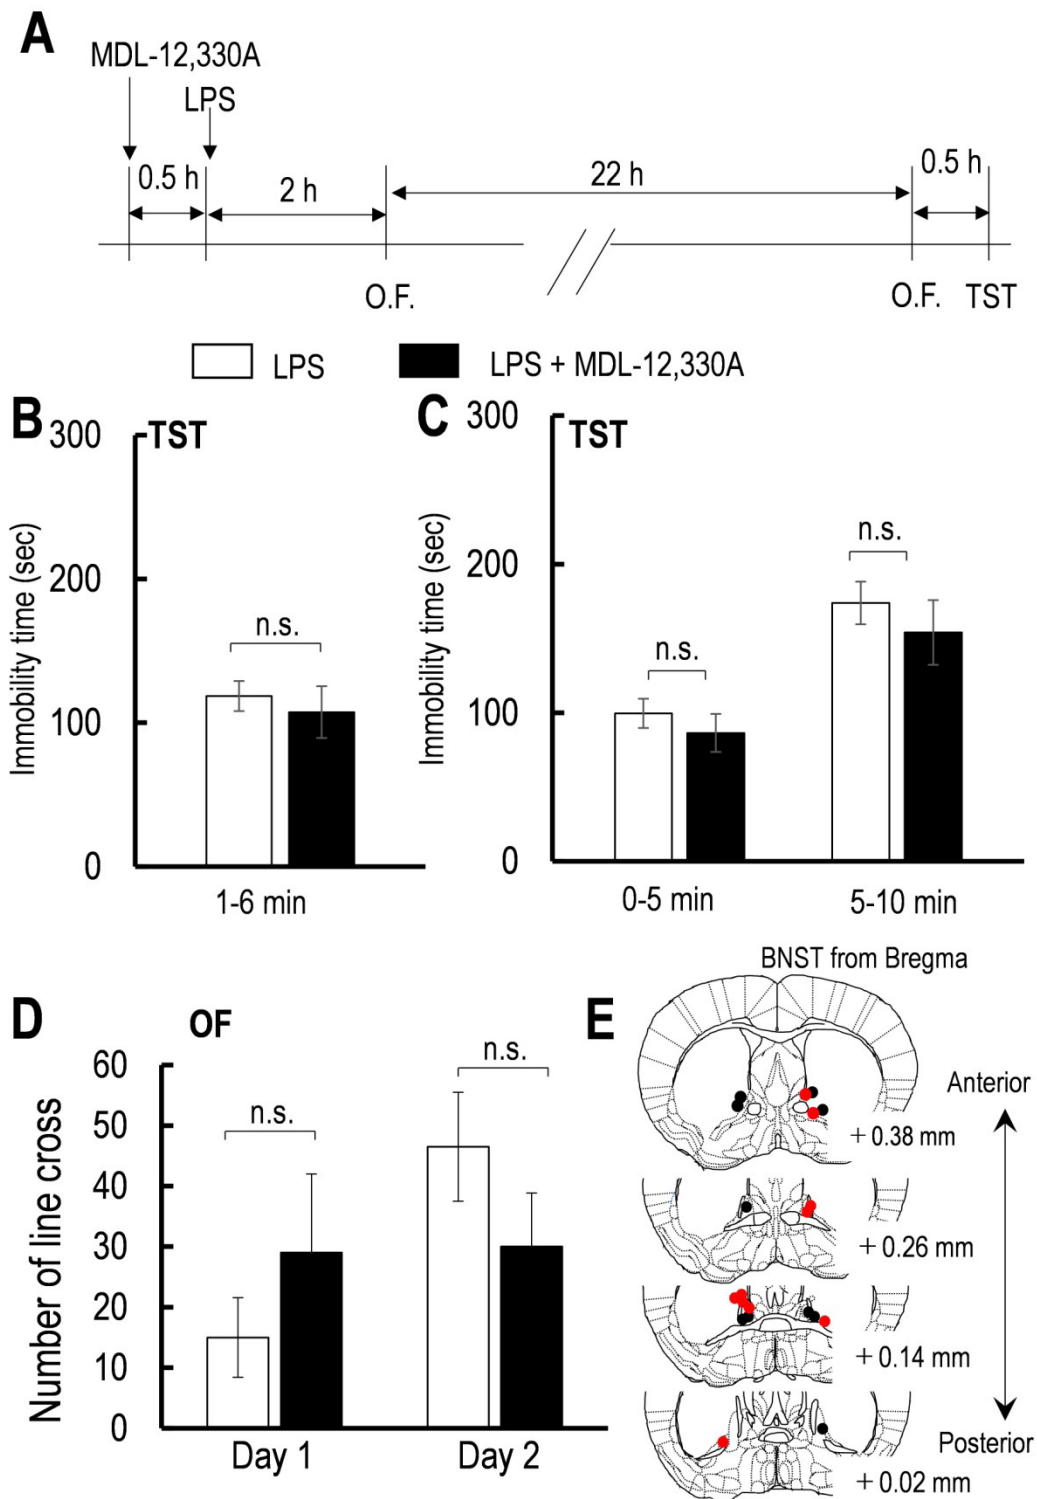 A
MDL-12,330A
LPS
0.5 h
2 h
22 h
0.5 h
O.F.
O.F.
TST
LPS
LPS + MDL-12,330A
B
TST
300
200
100
0
Immobility time (sec)
n.s.
1-6 min
C
TST
300
200
100
0
Immobility time (sec)
n.s.
n.s.
0-5 min
5-10 min
D
OF
60
50
40
30
20
10
0
Number of line cross
n.s.
n.s.
Day 1
Day 2
E
BNST from Bregma
Anterior
+ 0.38 mm
+ 0.26 mm
+ 0.14 mm
Posterior
+ 0.02 mm